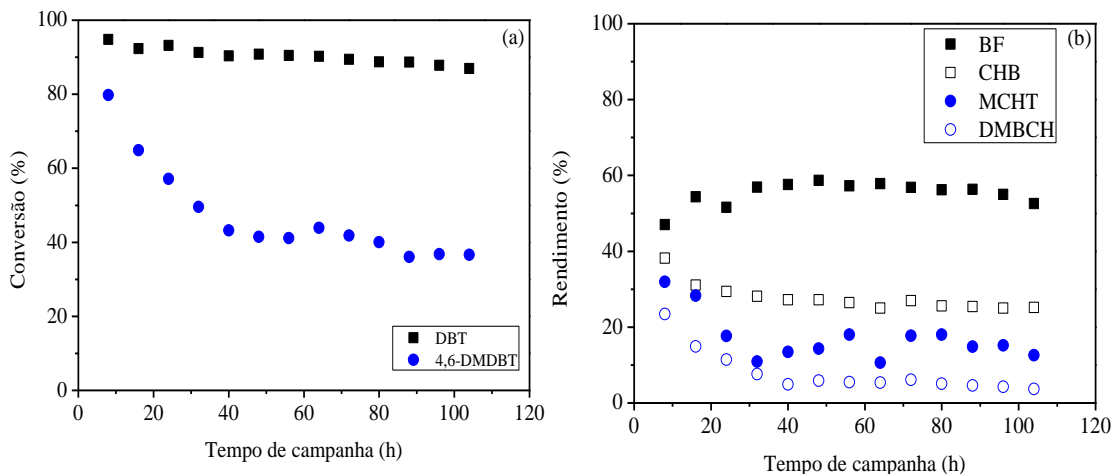 (a)
100
80
60
40
20
0
Conversão (%)
DBT
4,6-DMDBT
0 20 40 60 80 100 120
Tempo de campanha (h)
(b)
100
80
60
40
20
0
Rendimento (%)
BF
CHB
MCHT
DMBCH
0 20 40 60 80 100 120
Tempo de campanha (h)